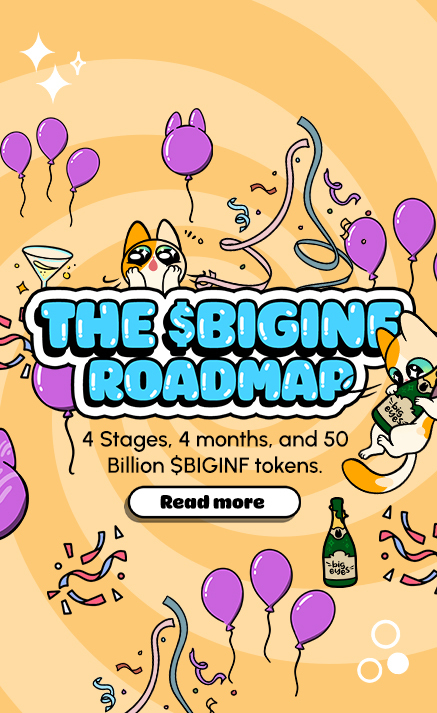 THE $BIGINF
ROADMAP
4 Stages, 4 months, and 50
Billion $BIGINF tokens.
Read more
big
eyes
big
eyes